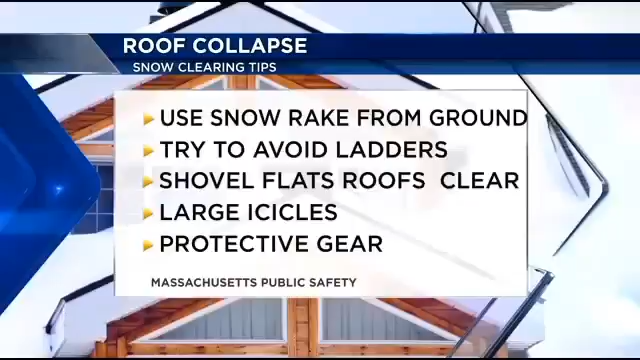 ROOF COLLAPSE
SNOW CLEARING TIPS
USE SNOW RAKE FROM GROUND
TRY TO AVOID LADDERS
SHOVEL FLATS ROOFS CLEAR
LARGE ICICLES
PROTECTIVE GEAR
MASSACHUSETTS PUBLIC SAFETY